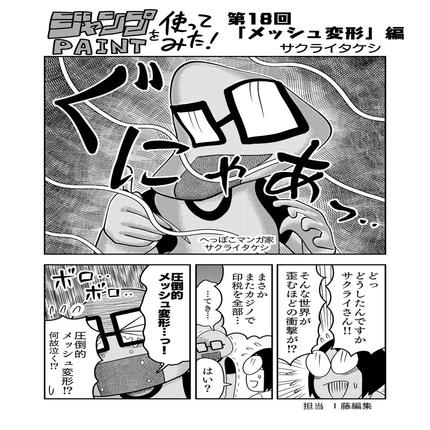 ジャンプ
PAINTを使ってみた!
第18回
「メッシュ変形」編
サクライタケシ
ぐにゃあっ…
へっぽこマンガ家
サクライタケシ
どっ
どうしたんですか
サクライさん!!
そんな世界が
歪むほどの衝撃が!?
まさか
またカジノで
印税を全部…
…でき…
はい?
圧倒的
メッシュ変形…っ!
ボロ…
ボロ…
圧倒的
メッシュ変形!?
何故泣く!?
担当 I藤編集